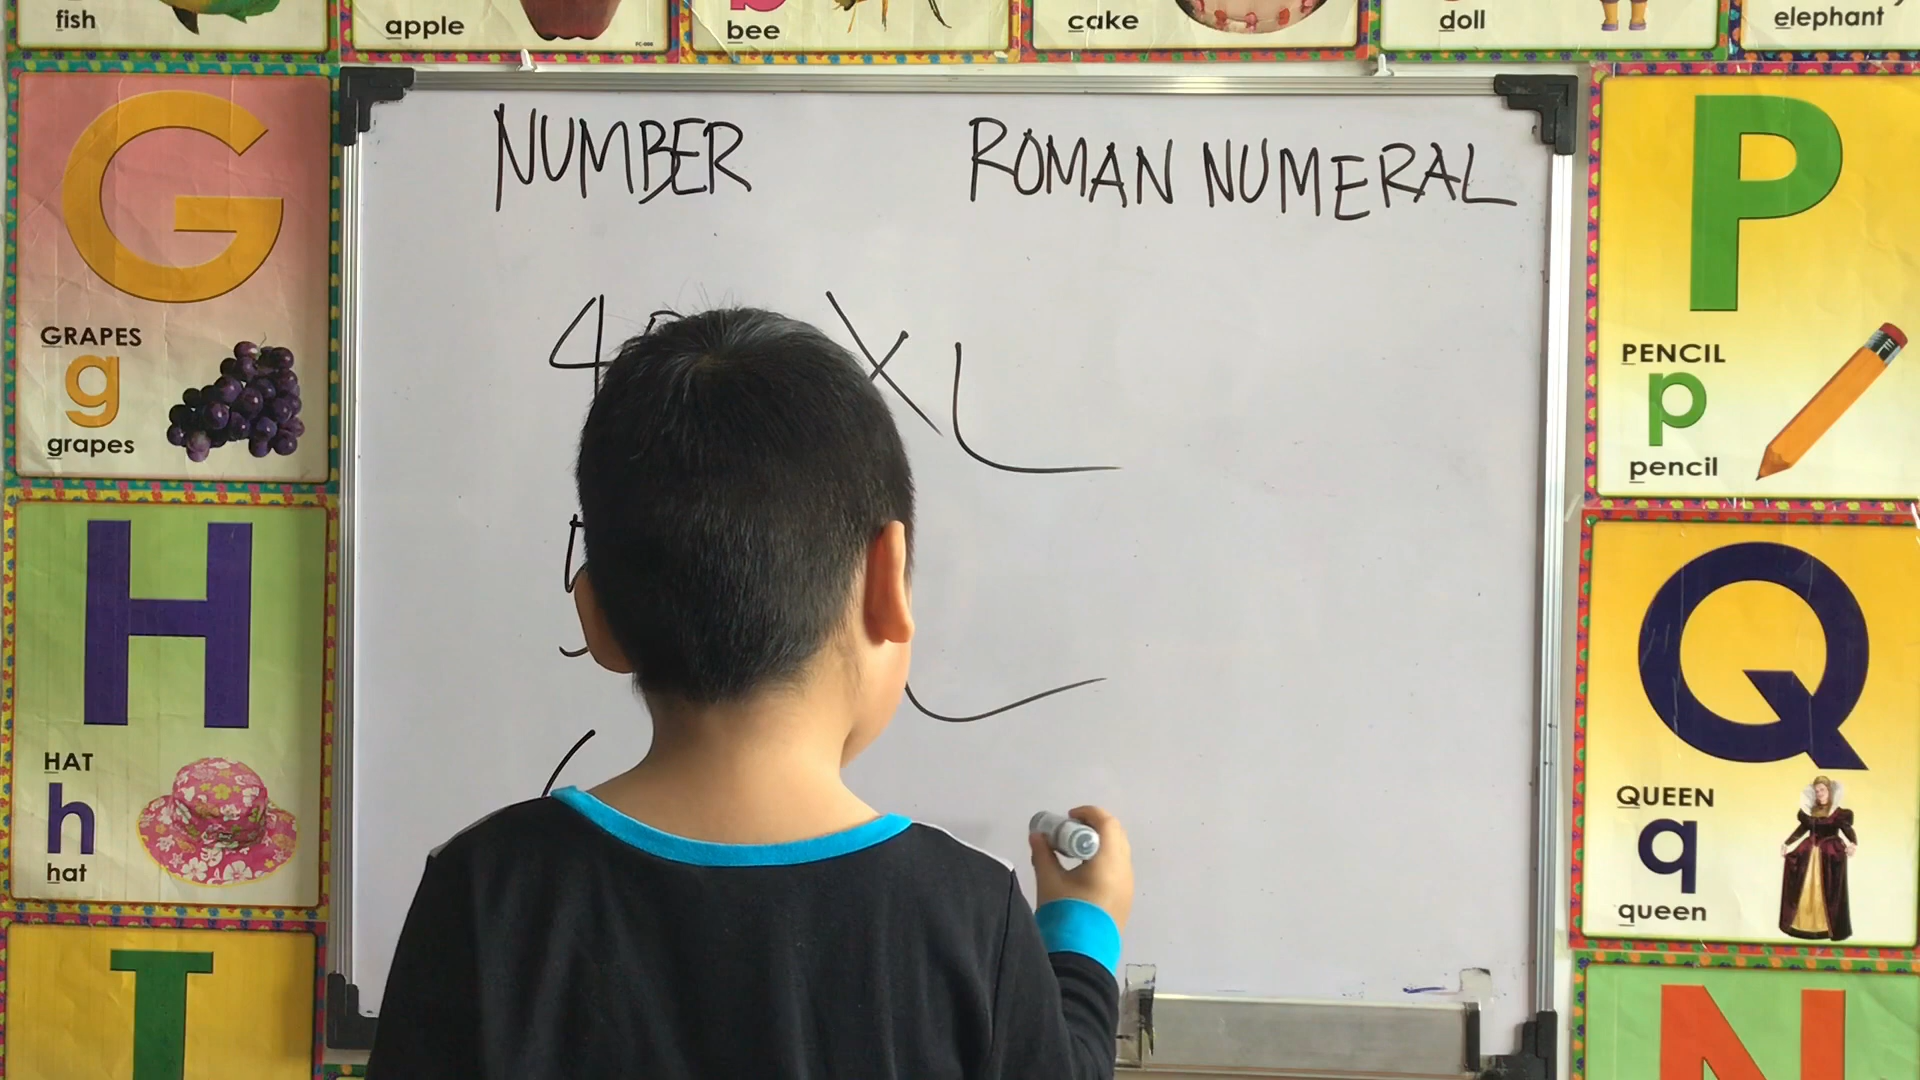 fish
apple
bee
cake
doll
elephant
NUMBER
ROMAN NUMERAL
G
GRAPES
g
grapes
P
PENCIL
p
pencil
XL
H
HAT
h
hat
Q
QUEEN
q
queen
N